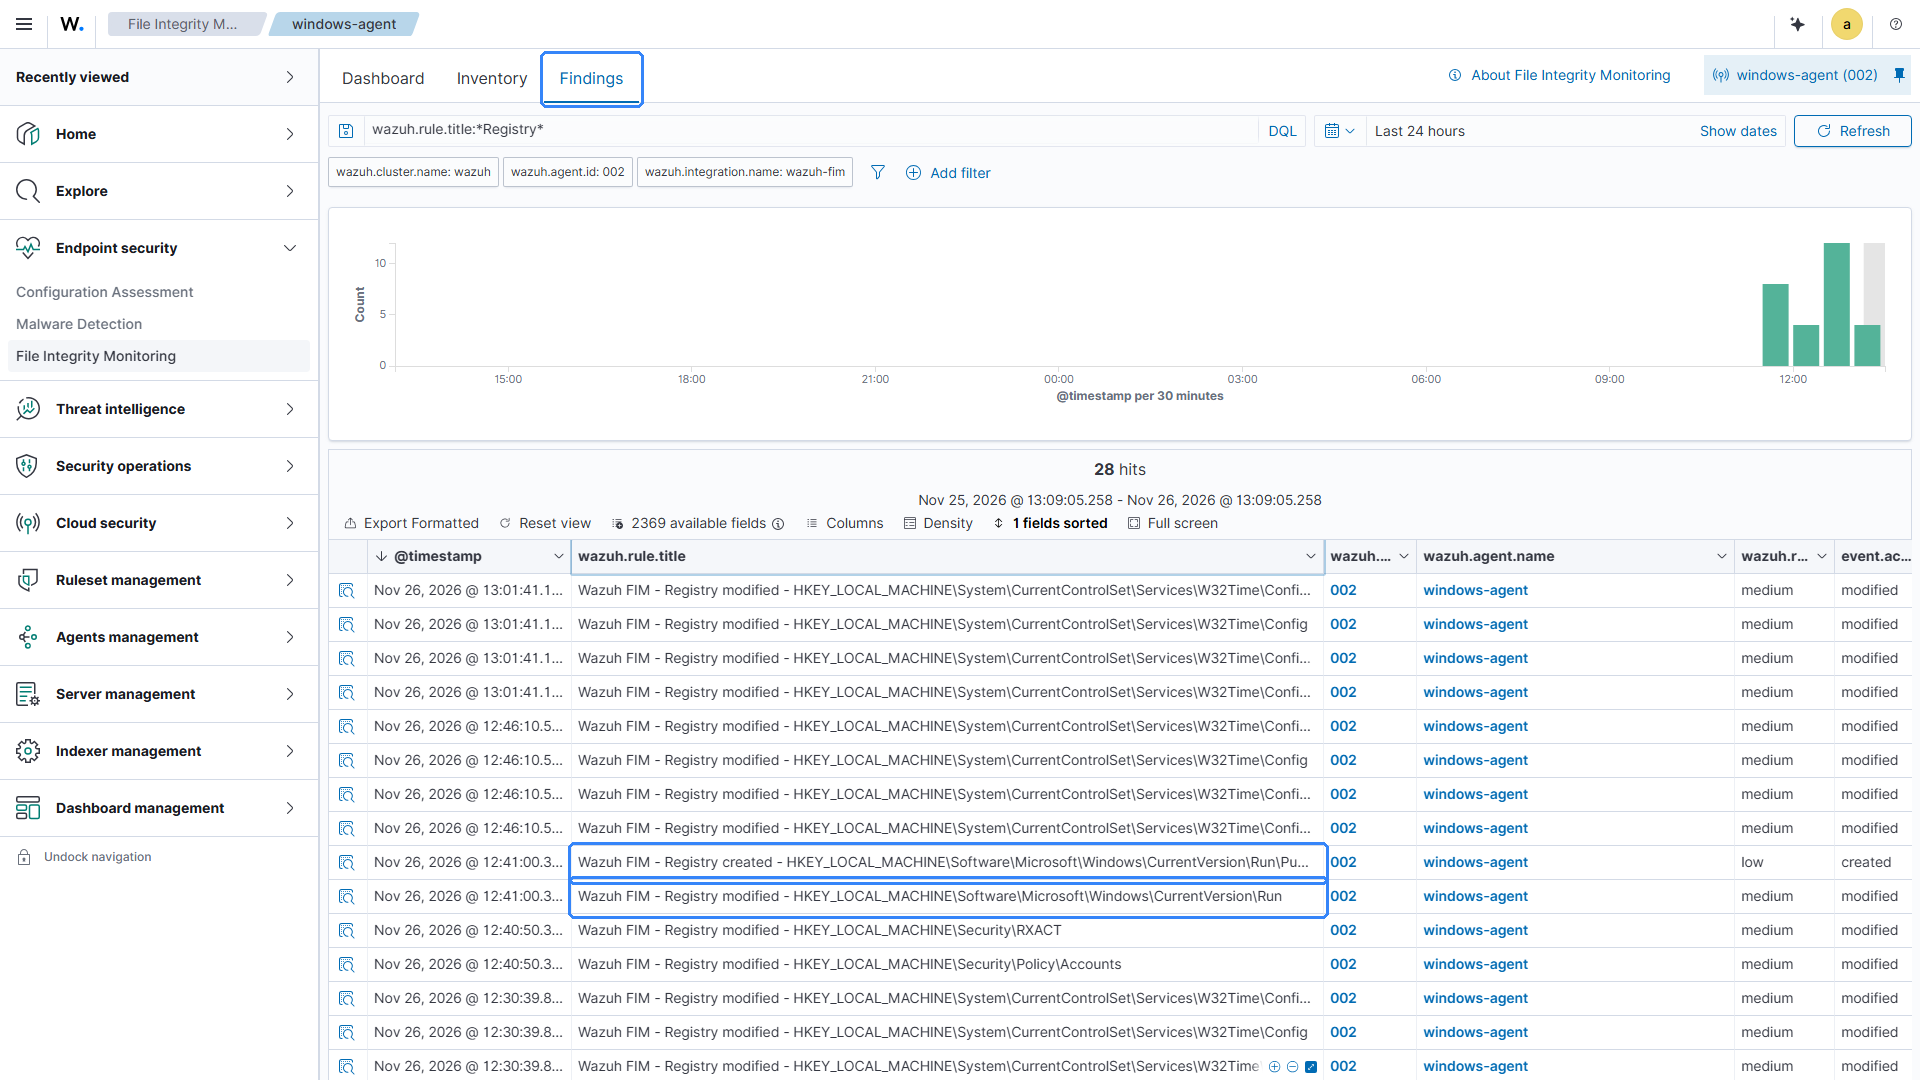 W.
File Integrity M...
windows-agent
a
Recently viewed
Home
Explore
Endpoint security
Configuration Assessment
Malware Detection
File Integrity Monitoring
Threat intelligence
Security operations
Cloud security
Ruleset management
Agents management
Server management
Indexer management
Dashboard management
Undock navigation
Dashboard Inventory Findings
About File Integrity Monitoring
windows-agent (002)
wazuh.rule.title:*Registry*
DQL
Last 24 hours
Show dates
Refresh
wazuh.cluster.name: wazuh
wazuh.agent.id: 002
wazuh.integration.name: wazuh-fim
Add filter
Count
10
5
0
15:00 18:00 21:00 00:00 03:00 06:00 09:00 12:00
@timestamp per 30 minutes
28 hits
Nov 25, 2026 @ 13:09:05.258 - Nov 26, 2026 @ 13:09:05.258
Export Formatted Reset view 2369 available fields Columns Density 1 fields sorted Full screen
@timestamp wazuh.rule.title wazuh.... wazuh.agent.name wazuh.r... event.ac...
Nov 26, 2026 @ 13:01:41.1... Wazuh FIM - Registry modified - HKEY_LOCAL_MACHINE\System\CurrentControlSet\Services\W32Time\Confi... 002 windows-agent medium modified
Nov 26, 2026 @ 13:01:41.1... Wazuh FIM - Registry modified - HKEY_LOCAL_MACHINE\System\CurrentControlSet\Services\W32Time\Config 002 windows-agent medium modified
Nov 26, 2026 @ 13:01:41.1... Wazuh FIM - Registry modified - HKEY_LOCAL_MACHINE\System\CurrentControlSet\Services\W32Time\Confi... 002 windows-agent medium modified
Nov 26, 2026 @ 13:01:41.1... Wazuh FIM - Registry modified - HKEY_LOCAL_MACHINE\System\CurrentControlSet\Services\W32Time\Confi... 002 windows-agent medium modified
Nov 26, 2026 @ 12:46:10.5... Wazuh FIM - Registry modified - HKEY_LOCAL_MACHINE\System\CurrentControlSet\Services\W32Time\Confi... 002 windows-agent medium modified
Nov 26, 2026 @ 12:46:10.5... Wazuh FIM - Registry modified - HKEY_LOCAL_MACHINE\System\CurrentControlSet\Services\W32Time\Config 002 windows-agent medium modified
Nov 26, 2026 @ 12:46:10.5... Wazuh FIM - Registry modified - HKEY_LOCAL_MACHINE\System\CurrentControlSet\Services\W32Time\Confi... 002 windows-agent medium modified
Nov 26, 2026 @ 12:46:10.5... Wazuh FIM - Registry modified - HKEY_LOCAL_MACHINE\System\CurrentControlSet\Services\W32Time\Confi... 002 windows-agent medium modified
Nov 26, 2026 @ 12:41:00.3... Wazuh FIM - Registry created - HKEY_LOCAL_MACHINE\Software\Microsoft\Windows\CurrentVersion\Run\Pu... 002 windows-agent low created
Nov 26, 2026 @ 12:41:00.3... Wazuh FIM - Registry modified - HKEY_LOCAL_MACHINE\Software\Microsoft\Windows\CurrentVersion\Run 002 windows-agent medium modified
Nov 26, 2026 @ 12:40:50.3... Wazuh FIM - Registry modified - HKEY_LOCAL_MACHINE\Security\RXACT 002 windows-agent medium modified
Nov 26, 2026 @ 12:40:50.3... Wazuh FIM - Registry modified - HKEY_LOCAL_MACHINE\Security\Policy\Accounts 002 windows-agent medium modified
Nov 26, 2026 @ 12:30:39.8... Wazuh FIM - Registry modified - HKEY_LOCAL_MACHINE\System\CurrentControlSet\Services\W32Time\Confi... 002 windows-agent medium modified
Nov 26, 2026 @ 12:30:39.8... Wazuh FIM - Registry modified - HKEY_LOCAL_MACHINE\System\CurrentControlSet\Services\W32Time\Config 002 windows-agent medium modified
Nov 26, 2026 @ 12:30:39.8... Wazuh FIM - Registry modified - HKEY_LOCAL_MACHINE\System\CurrentControlSet\Services\W32Time 002 windows-agent medium modified